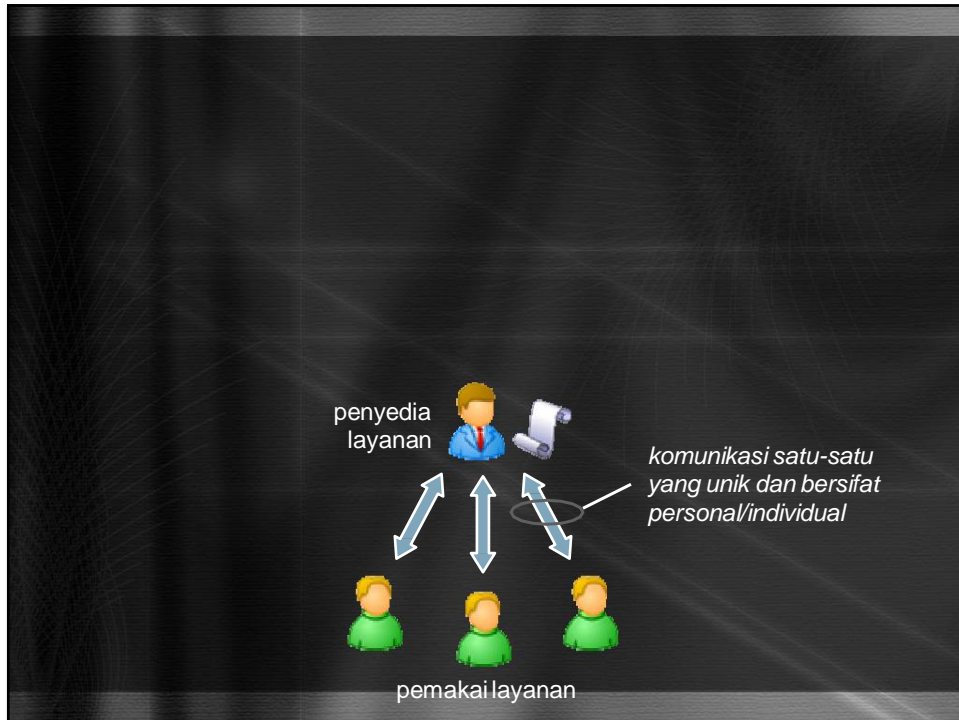 penyedia
layanan
komunikasi satu-satu
yang unik dan bersifat
personal/individual
pemakai layanan